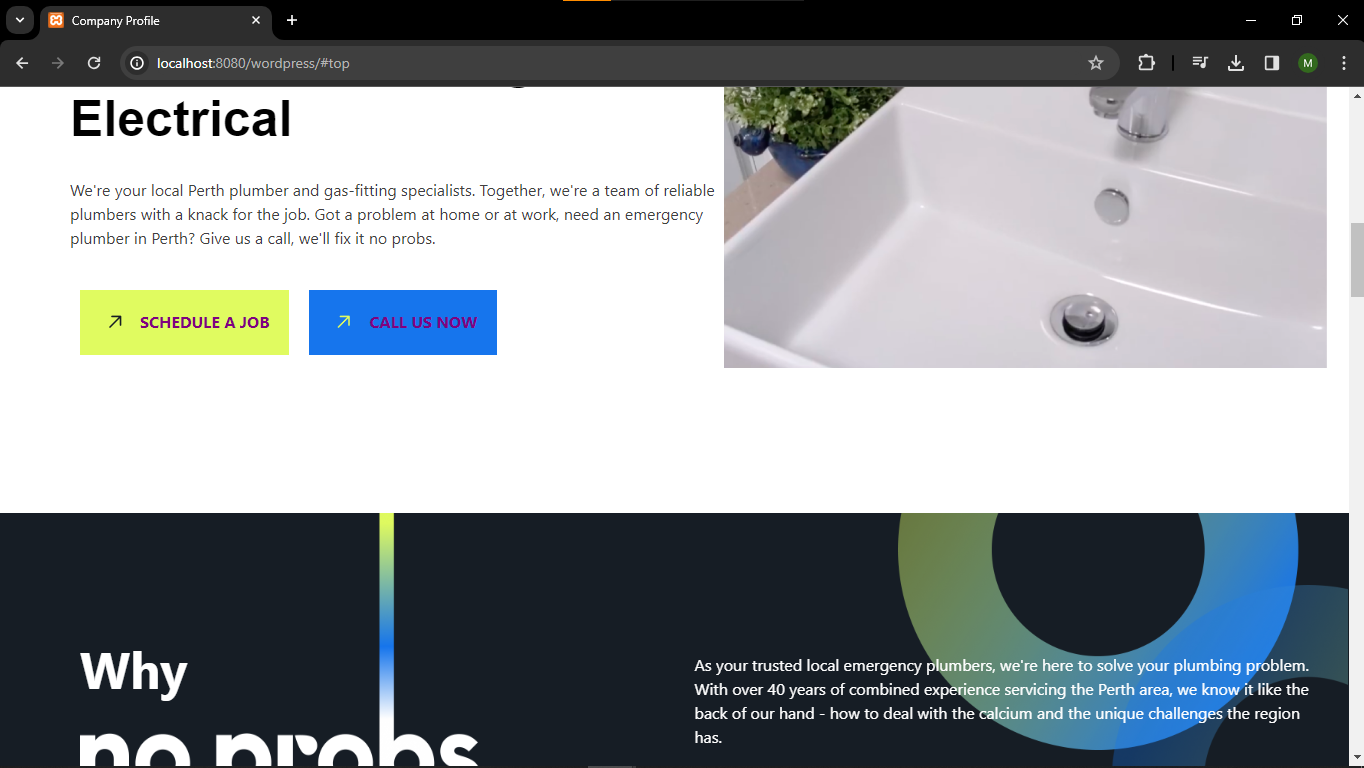 Company Profile
localhost:8080/wordpress/#top
M
Electrical
We're your local Perth plumber and gas-fitting specialists. Together, we're a team of reliable
plumbers with a knack for the job. Got a problem at home or at work, need an emergency
plumber in Perth? Give us a call, we'll fix it no probs.
SCHEDULE A JOB
CALL US NOW
Why
no probs
As your trusted local emergency plumbers, we're here to solve your plumbing problem.
With over 40 years of combined experience servicing the Perth area, we know it like the
back of our hand - how to deal with the calcium and the unique challenges the region
has.